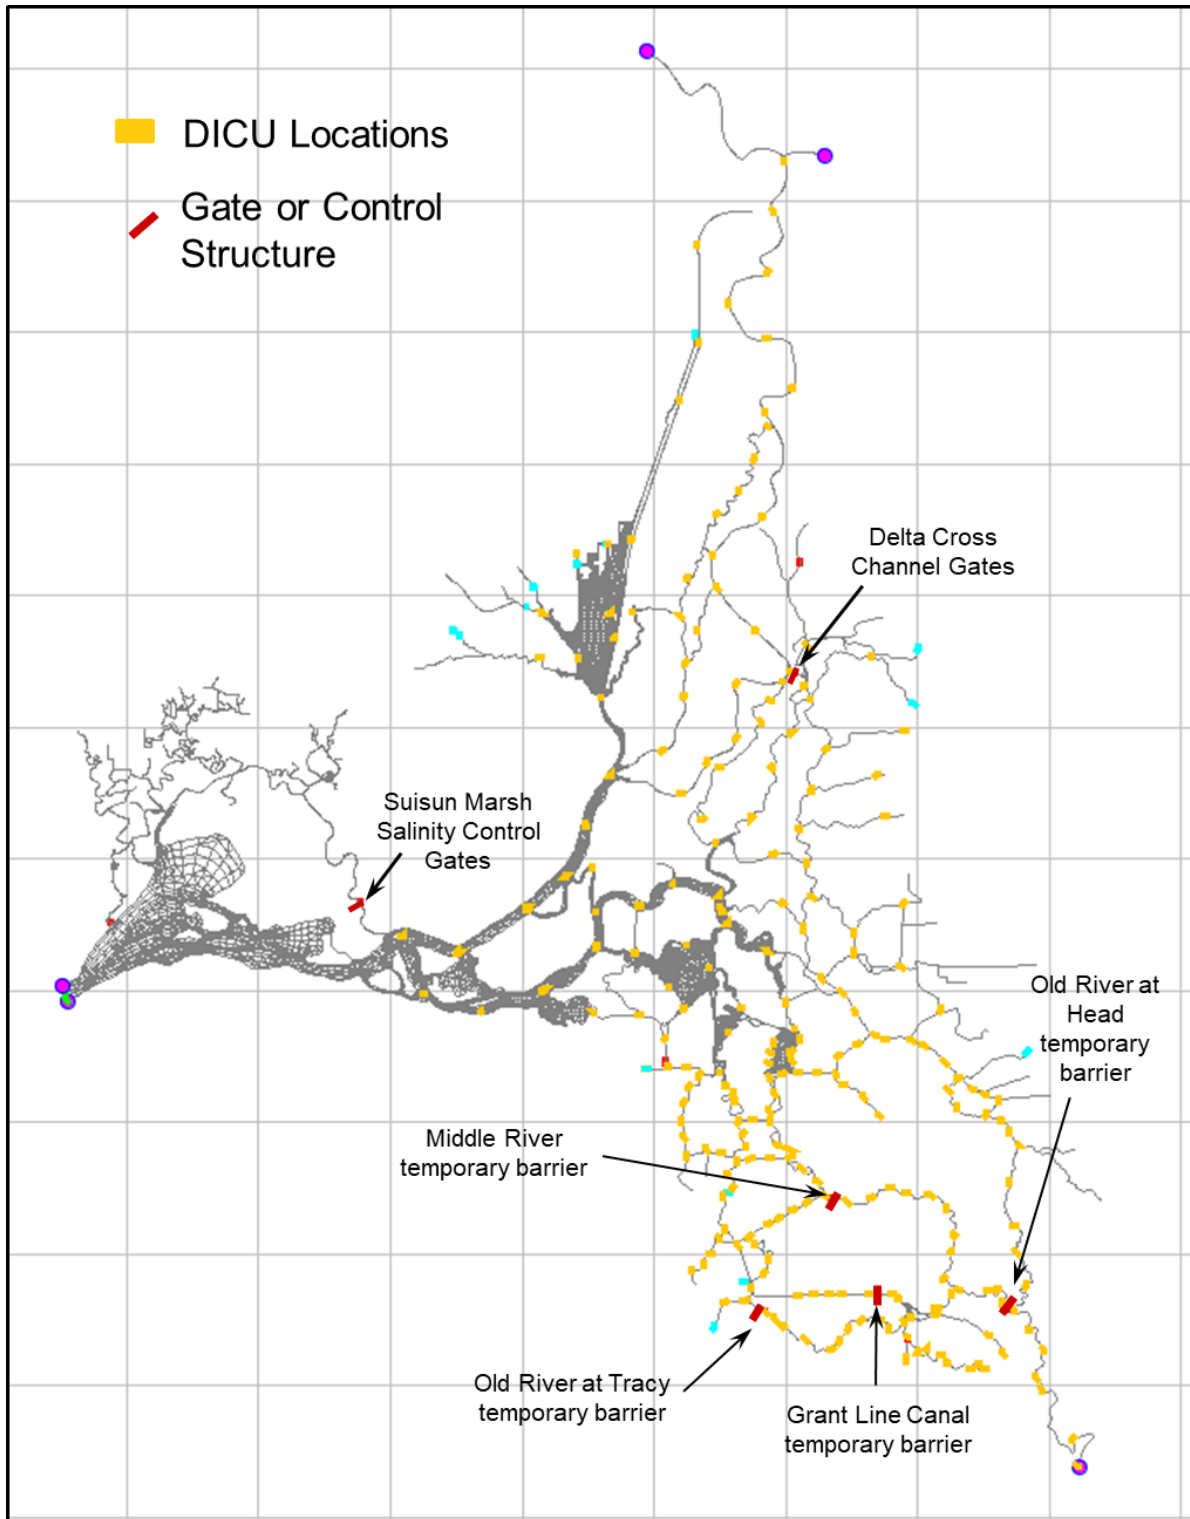 DICU Locations
Gate or Control
Structure
Delta Cross
Channel Gates
Suisun Marsh
Salinity Control
Gates
Old River at
Head
temporary
barrier
Middle River
temporary barrier
Old River at Tracy
temporary barrier
Grant Line Canal
temporary barrier